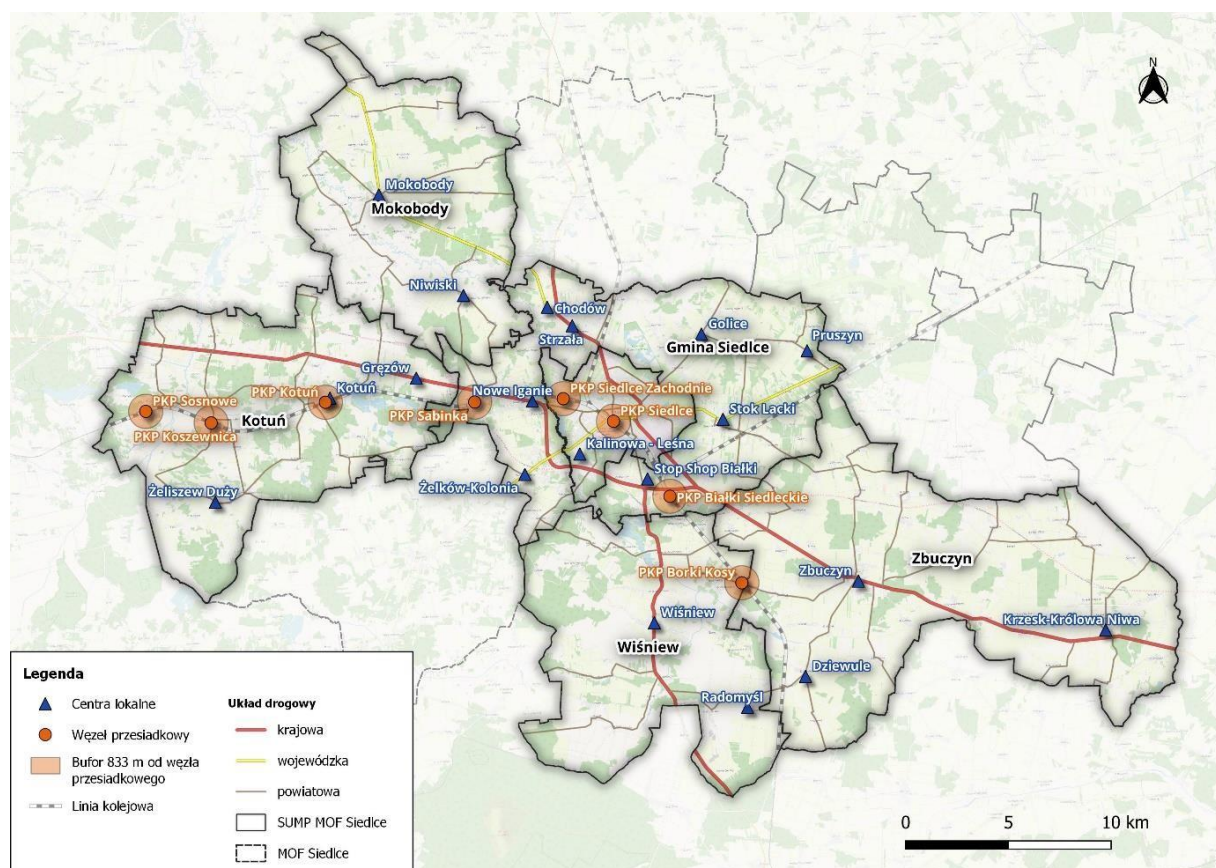 N
Mokobody
Mokobody
Niwiski
Chodów
Strzała
Golice
Gmina Siedlce
Pruszyn
Gręzów
PKP Kotuń
Kotuń
Nowe Iganie
PKP Siedlce Zachodnie
PKP Sosnowe
PKP Sabinka
PKP Siedlce
Kotuń
Stok Lacki
PKP Koszewnica
Kalinowa - Leśna
Żeliszew Duży
Żelków-Kolonia
Stop Shop Białki
PKP Białki Siedleckie
Zbuczyn
PKP Borki-Kosy
Zbuczyn
Wiśniew
Krzesk-Królowa Niwa
Wiśniew
Dziewule
Radomyśl
Legenda
Centra lokalne
Węzeł przesiadkowy
Bufor 833 m od węzła
przesiadkowego
Linia kolejowa
Układ drogowy
krajowa
wojewódzka
powiatowa
SUMP MOF Siedlce
MOF Siedlce
0 5 10 km